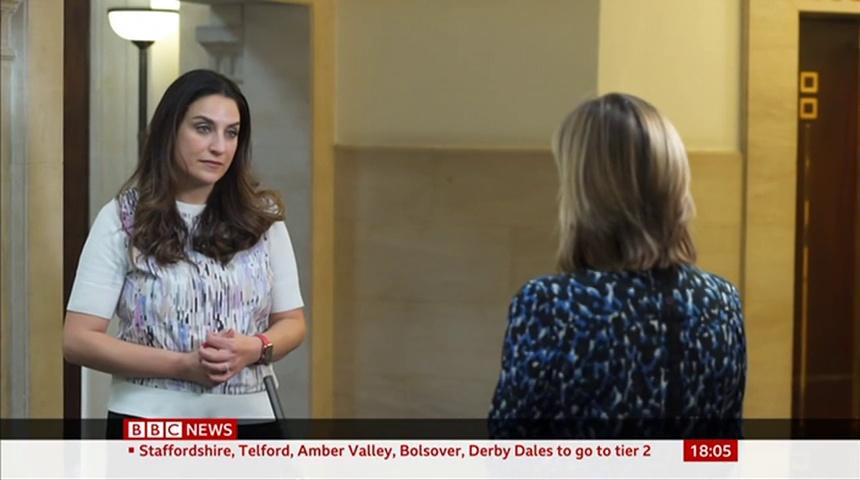 BBC NEWS
Staffordshire, Telford, Amber Valley, Bolsover, Derby Dales to go to tier 2
18:05